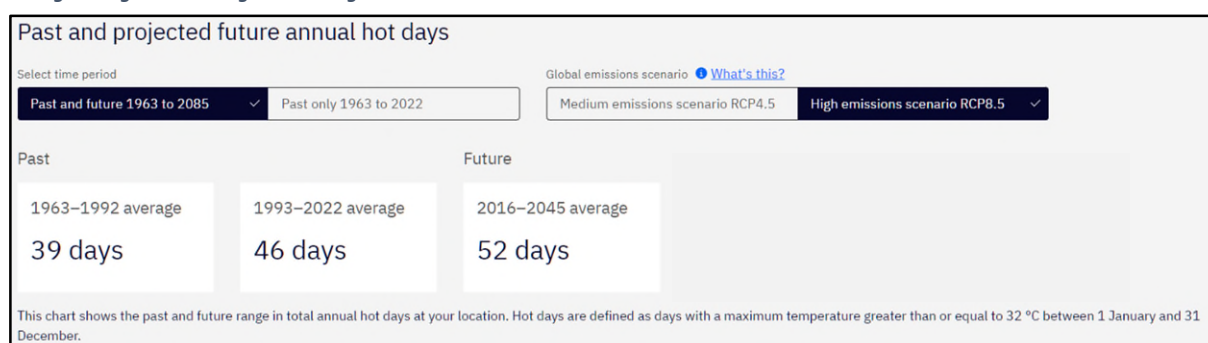 Past and projected future annual hot days
Select time period
Global emissions scenario What's this?
Past and future 1963 to 2085
Past only 1963 to 2022
Medium emissions scenario RCP4.5
High emissions scenario RCP8.5
Past
Future
1963–1992 average
1993–2022 average
2016–2045 average
39 days
46 days
52 days
This chart shows the past and future range in total annual hot days at your location. Hot days are defined as days with a maximum temperature greater than or equal to 32 °C between 1 January and 31
December.